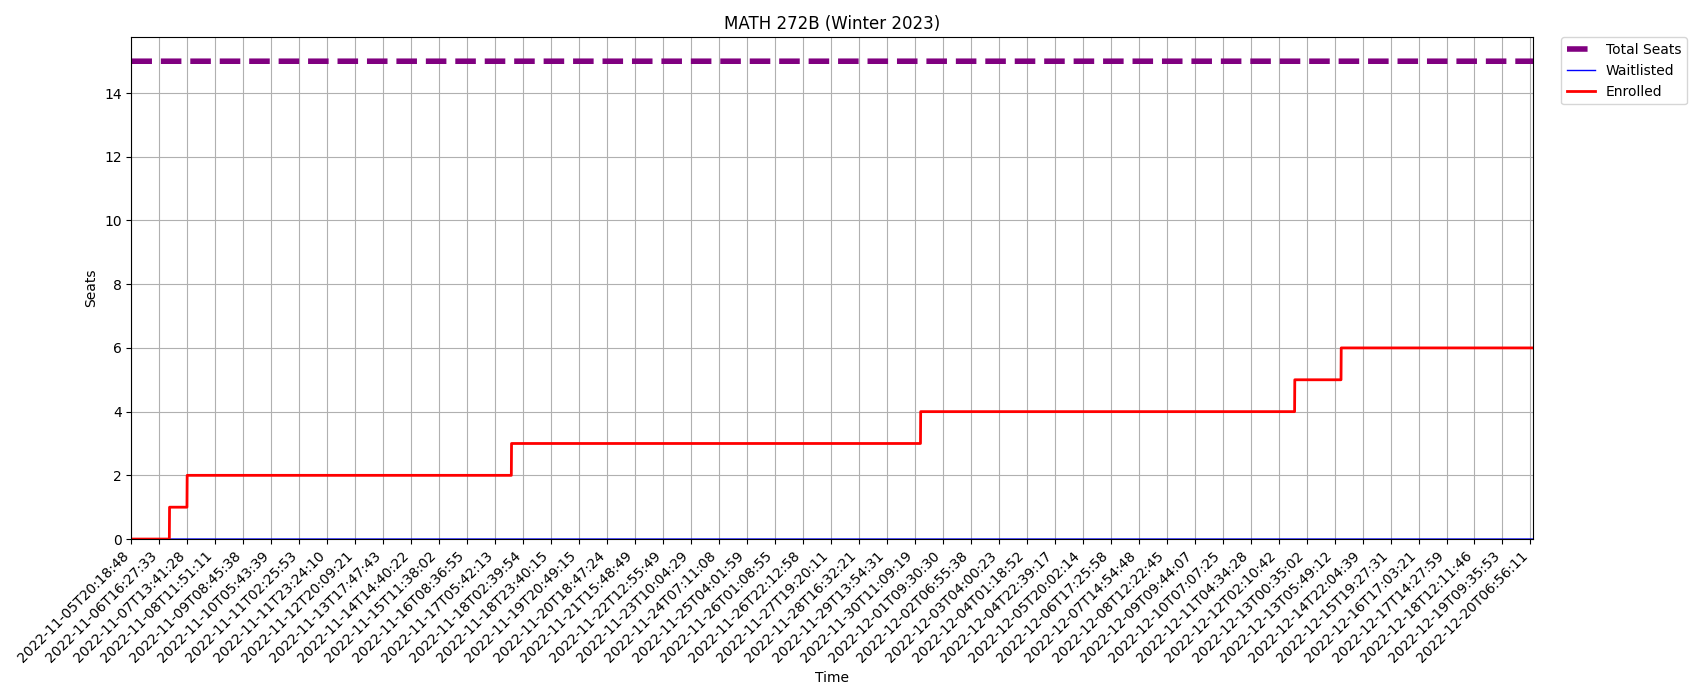 MATH 272B (Winter 2023)
Total Seats
Waitlisted
Enrolled
Seats
14
12
10
8
6
4
2
0
2022-11-05T20:18:48
2022-11-06T16:27:33
2022-11-07T13:41:28
2022-11-08T11:51:11
2022-11-09T08:45:38
2022-11-10T05:43:39
2022-11-11T02:25:53
2022-11-11T23:24:10
2022-11-12T20:09:21
2022-11-13T17:47:43
2022-11-14T14:40:22
2022-11-15T11:38:02
2022-11-16T08:36:55
2022-11-17T05:42:13
2022-11-18T02:39:54
2022-11-18T23:40:15
2022-11-19T20:49:15
2022-11-20T18:47:24
2022-11-21T15:48:49
2022-11-22T12:55:49
2022-11-23T10:04:29
2022-11-24T07:11:08
2022-11-25T04:01:59
2022-11-26T01:08:55
2022-11-26T22:12:58
2022-11-27T19:20:11
2022-11-28T16:32:21
2022-11-29T13:54:31
2022-11-30T11:09:19
2022-12-01T09:30:30
2022-12-02T06:55:38
2022-12-03T04:00:23
2022-12-04T01:18:52
2022-12-04T22:39:17
2022-12-05T20:02:14
2022-12-06T17:25:58
2022-12-07T14:54:48
2022-12-08T12:22:45
2022-12-09T09:44:07
2022-12-10T07:07:25
2022-12-11T04:34:28
2022-12-12T02:10:42
2022-12-13T00:35:02
2022-12-13T05:49:12
2022-12-14T22:04:39
2022-12-15T19:27:31
2022-12-16T17:03:21
2022-12-17T14:27:59
2022-12-18T12:11:46
2022-12-19T09:35:53
2022-12-20T06:56:11
Time